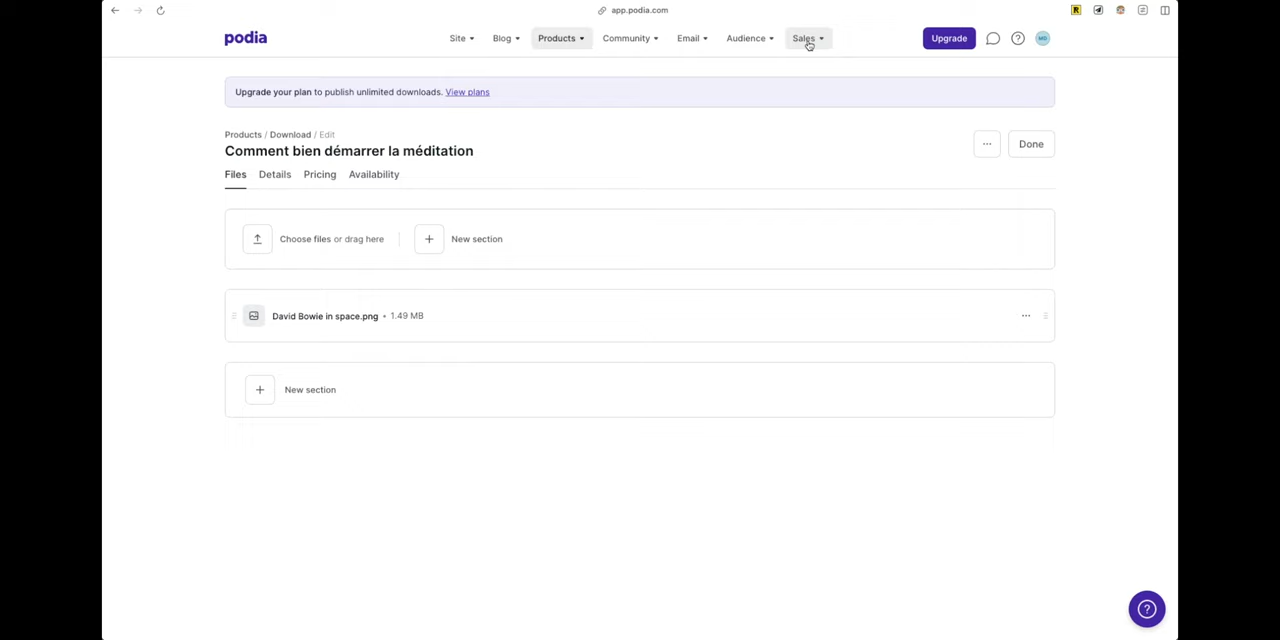 app.podia.com
R
podia
Site Blog Products Community Email Audience Sales
Upgrade
MD
Upgrade your plan to publish unlimited downloads. View plans
Products / Download / Edit
Comment bien démarrer la méditation
... Done
Files Details Pricing Availability
Choose files or drag here
New section
David Bowie in space.png • 1.49 MB
New section